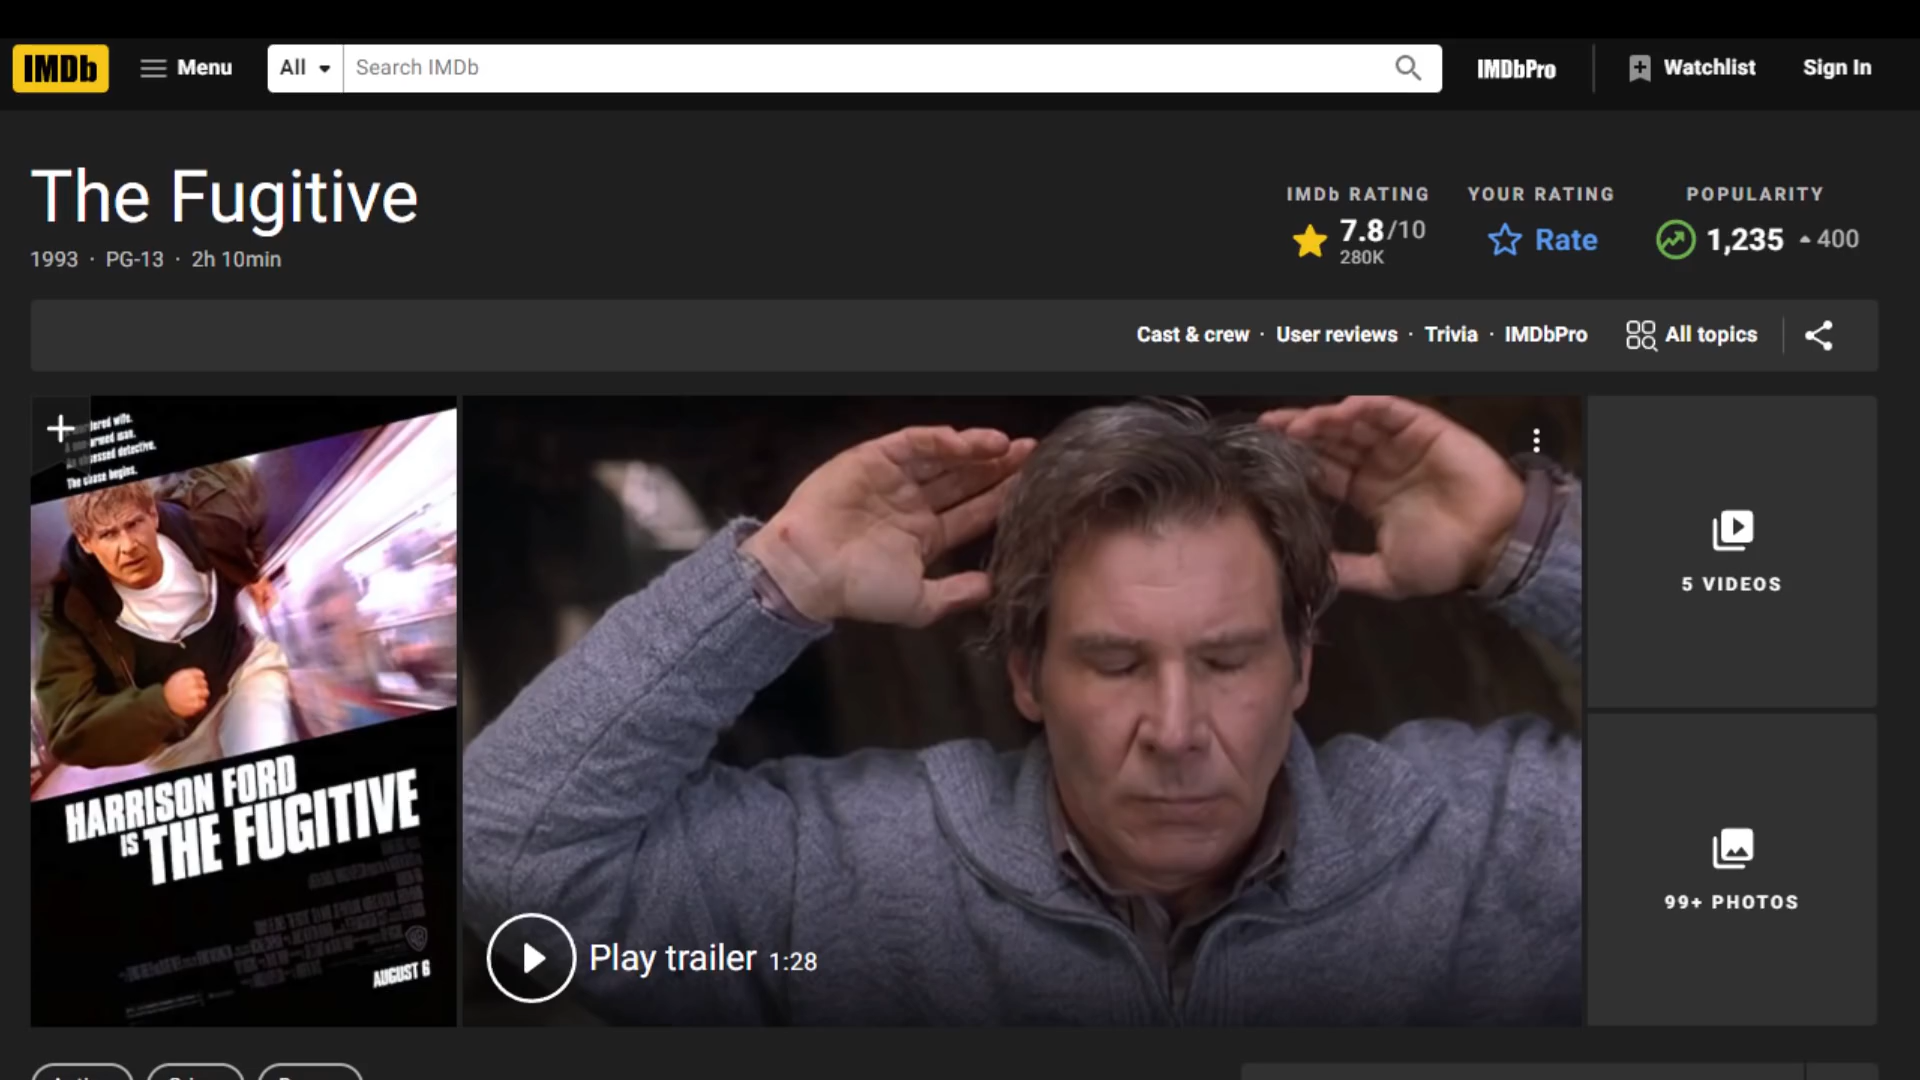 IMDb
Menu
All
Search IMDb
IMDbPro
Watchlist
Sign In
The Fugitive
1993 · PG-13 · 2h 10min
IMDb RATING
7.8/10
280K
YOUR RATING
Rate
POPULARITY
1,235
400
Cast & crew · User reviews · Trivia · IMDbPro
All topics
armed man.
The chase begins.
HARRISON FORD
IS THE FUGITIVE
AUGUST 6
Play trailer 1:28
5 VIDEOS
99+ PHOTOS